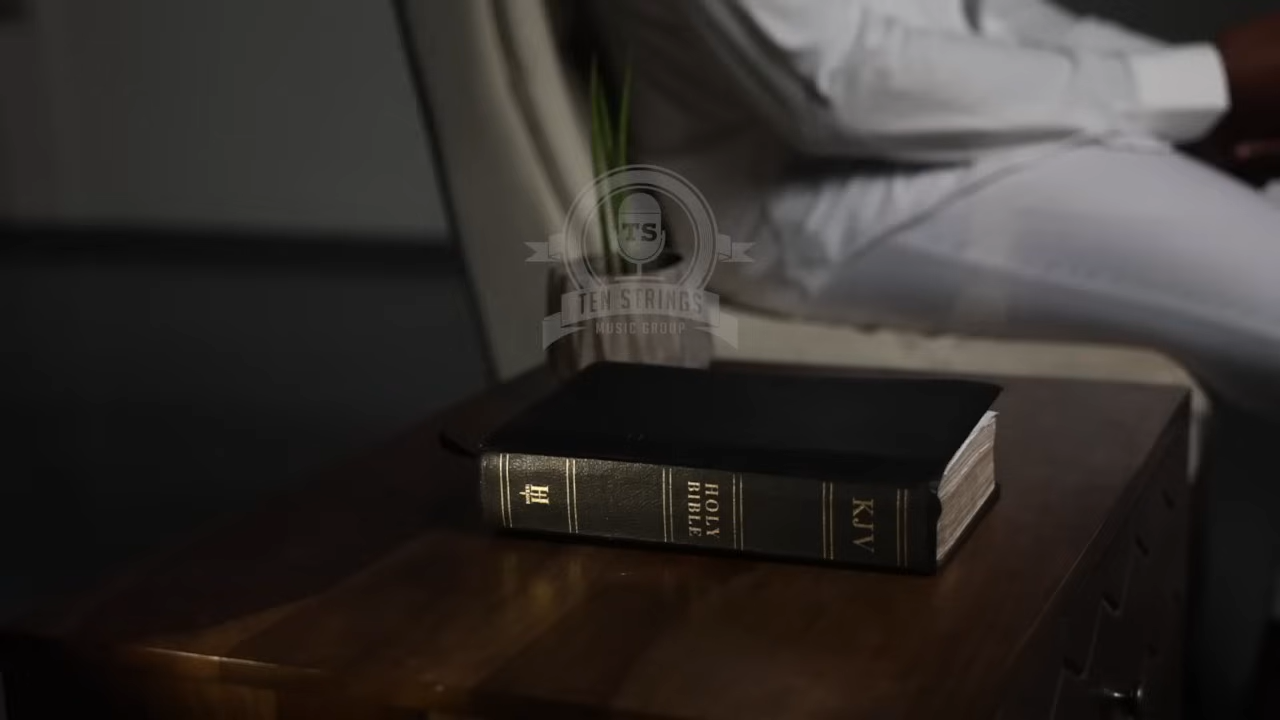 TS
TEN STRINGS
MUSIC GROUP
HOLY
BIBLE
KJV